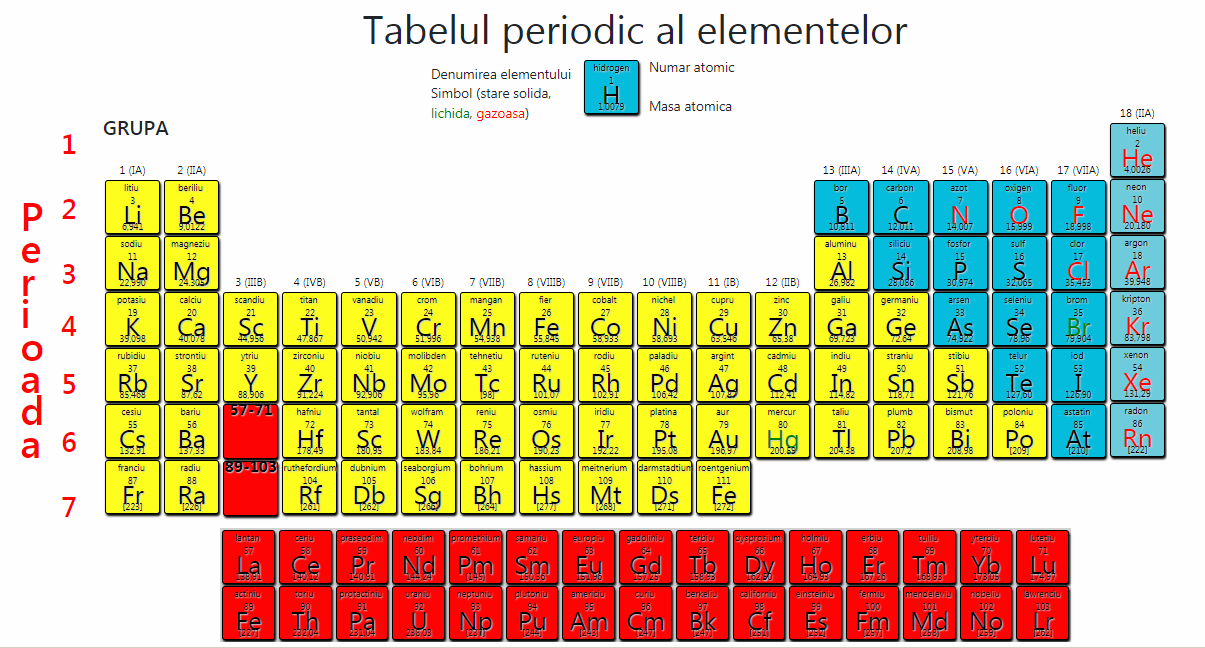 Tabelul periodic al elementelor
Denumirea elementului
Simbol (stare solida,
lichida, gazoasa)
hidrogen
1
H
1,0079
Numar atomic
Masa atomica
GRUPA
Perioada
18 (IIA)
1
heliu
2
He
4,0026
1 (IA) 2 (IIA) 13 (IIIA) 14 (IVA) 15 (VA) 16 (VIA) 17 (VIIA)
2
litiu beriliu bor carbon azot oxigen fluor neon
3 4 5 6 7 8 9 10
Li Be B C N O F Ne
6,941 9,0122 10,811 12,011 14,007 15,999 18,998 20,180
3
sodiu magneziu aluminu siliciu fosfor sulf clor argon
11 12 13 14 15 16 17 18
Na Mg Al Si P S Cl Ar
22,990 24,305 26,982 28,086 30,974 32,065 35,453 39,948
3 (IIIB) 4 (IVB) 5 (VB) 6 (VIB) 7 (VIIB) 8 (VIIIB) 9 (VIIB) 10 (VIIIB) 11 (IB) 12 (IIB)
4
potasiu calciu scandiu titan vanadiu crom mangan fier cobalt nichel cupru zinc galiu germaniu arsen seleniu brom kripton
19 20 21 22 23 24 25 26 27 28 29 30 31 32 33 34 35 36
K Ca Sc Ti V Cr Mn Fe Co Ni Cu Zn Ga Ge As Se Br Kr
39,098 40,078 44,956 47,867 50,942 51,996 54,938 55,845 58,933 58,693 63,546 65,38 69,723 72,64 74,922 78,96 79,904 83,798
5
rubidiu strontiu ytriu zirconiu niobiu molibden tehnetiu ruteniu rodiu paladiu argint cadmiu indiu straniu stibiu telur iod xenon
37 38 39 40 41 42 43 44 45 46 47 48 49 50 51 52 53 54
Rb Sr Y Zr Nb Mo Tc Ru Rh Pd Ag Cd In Sn Sb Te I Xe
85,468 87,62 88,906 91,224 92,906 95,96 [98] 101,07 102,91 106,42 107,87 112,41 114,82 118,71 121,76 127,60 126,90 131,29
6
cesiu bariu 57-71 hafniu tantal wolfram reniu osmiu iridiu platina aur mercur taliu plumb bismut poloniu astatin radon
55 56 72 73 74 75 76 77 78 79 80 81 82 83 84 85 86
Cs Ba Hf Sc W Re Os Ir Pt Au Hg Tl Pb Bi Po At Rn
132,91 137,33 178,49 180,95 183,84 186,21 190,23 192,22 195,08 196,97 200,59 204,38 207,2 208,98 [209] [210] [222]
7
franciu radiu 89-103 ruthefordium dubnium seaborgium bohrium hassium meitnerium darmstadtium roentgenium
87 88 104 105 106 107 108 109 110 111
Fr Ra Rf Db Sg Bh Hs Mt Ds Fe
[223] [226] [261] [262] [266] [264] [277] [268] [271] [272]
lantan ceriu praseodim neodim promethium samariu europiu gadoliniu terbiu dysprosium holmiu erbiu tuliu yterbiu lutetiu
57 58 59 60 61 62 63 64 65 66 67 68 69 70 71
La Ce Pr Nd Pm Sm Eu Gd Tb Dy Ho Er Tm Yb Lu
138,91 140,12 140,91 144,24 [145] 150,36 151,96 157,25 158,93 162,50 164,93 167,26 168,93 173,05 174,97
actiniu toriu protactiniu uraniu neptuniu plutoniu americiu curiu berkeliu californiu einsteiniu fermiu mendeleviu nobeliu lawrenciu
89 90 91 92 93 94 95 96 97 98 99 100 101 102 103
Fe Th Pa U Np Pu Am Cm Bk Cf Es Fm Md No Lr
[227] 232,04 231,04 238,03 [237] [244] [243] [247] [247] [251] [252] [257] [258] [259] [262]